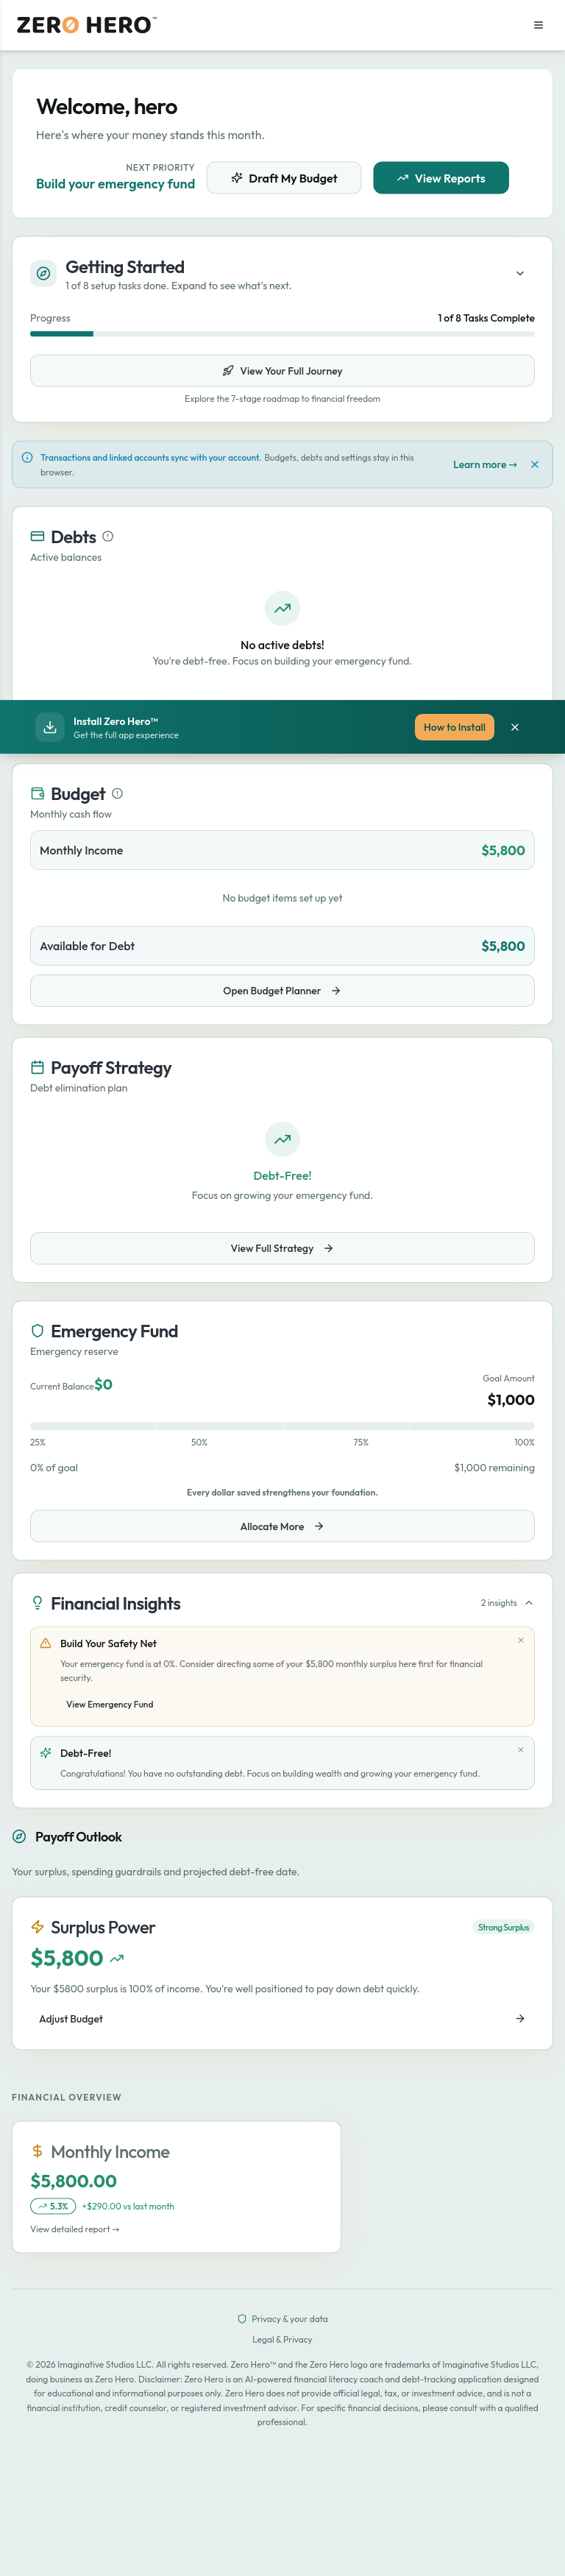 ZERO HERO™
Welcome, hero
Here's where your money stands this month.
NEXT PRIORITY
Build your emergency fund
Draft My Budget
View Reports
Getting Started
1 of 8 setup tasks done. Expand to see what's next.
Progress
1 of 8 Tasks Complete
View Your Full Journey
Explore the 7-stage roadmap to financial freedom
Transactions and linked accounts sync with your account. Budgets, debts and settings stay in this
browser.
Learn more →
Debts
Active balances
No active debts!
You're debt-free. Focus on building your emergency fund.
Install Zero Hero™
Get the full app experience
How to Install
Budget
Monthly cash flow
Monthly Income
$5,800
No budget items set up yet
Available for Debt
$5,800
Open Budget Planner →
Payoff Strategy
Debt elimination plan
Debt-Free!
Focus on growing your emergency fund.
View Full Strategy →
Emergency Fund
Emergency reserve
Current Balance $0
Goal Amount
$1,000
25% 50% 75% 100%
0% of goal
$1,000 remaining
Every dollar saved strengthens your foundation.
Allocate More →
Financial Insights
2 insights
Build Your Safety Net
Your emergency fund is at 0%. Consider directing some of your $5,800 monthly surplus here first for financial
security.
View Emergency Fund
Debt-Free!
Congratulations! You have no outstanding debt. Focus on building wealth and growing your emergency fund.
Payoff Outlook
Your surplus, spending guardrails and projected debt-free date.
Surplus Power
Strong Surplus
$5,800
Your $5800 surplus is 100% of income. You're well positioned to pay down debt quickly.
Adjust Budget →
FINANCIAL OVERVIEW
Monthly Income
$5,800.00
5.3% +$290.00 vs last month
View detailed report →
Privacy & your data
Legal & Privacy
© 2026 Imaginative Studios LLC. All rights reserved. Zero Hero™ and the Zero Hero logo are trademarks of Imaginative Studios LLC,
doing business as Zero Hero. Disclaimer: Zero Hero is an AI-powered financial literacy coach and debt-tracking application designed
for educational and informational purposes only. Zero Hero does not provide official legal, tax, or investment advice, and is not a
financial institution, credit counselor, or registered investment advisor. For specific financial decisions, please consult with a qualified
professional.